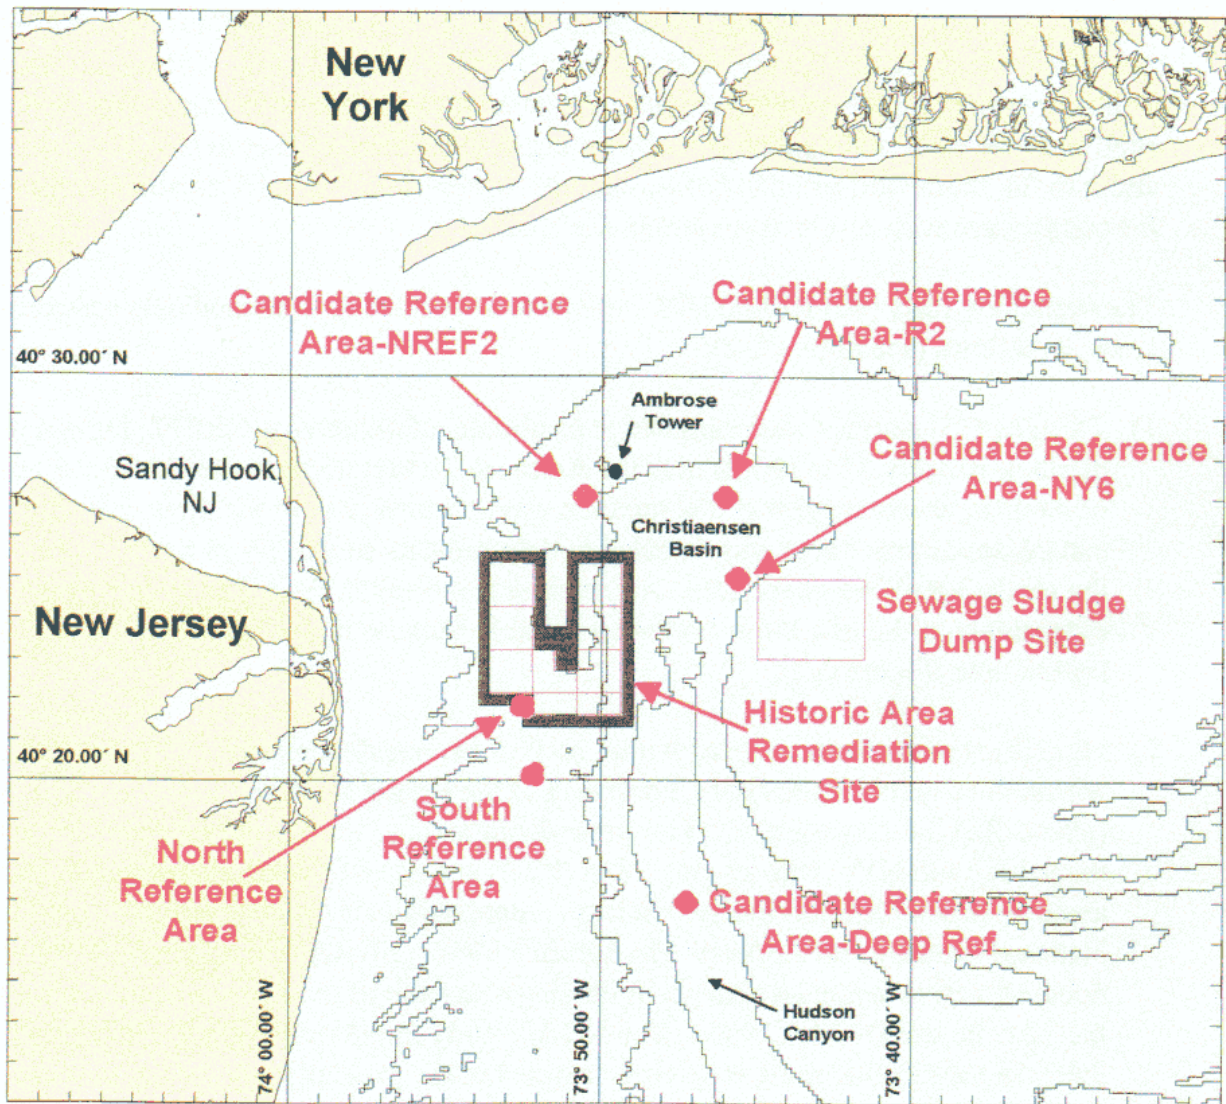 New
York
Candidate Reference
Area-NREF2
Candidate Reference
Area-R2
40° 30.00´ N
Ambrose
Tower
Candidate Reference
Area-NY6
Sandy Hook,
NJ
Christiaensen
Basin
New Jersey
Sewage Sludge
Dump Site
Historic Area
Remediation
Site
40° 20.00´ N
South
Reference
Area
North
Reference
Area
Candidate Reference
Area-Deep Ref
Hudson
Canyon
74° 00.00´ W
73° 50.00´ W
73° 40.00´ W